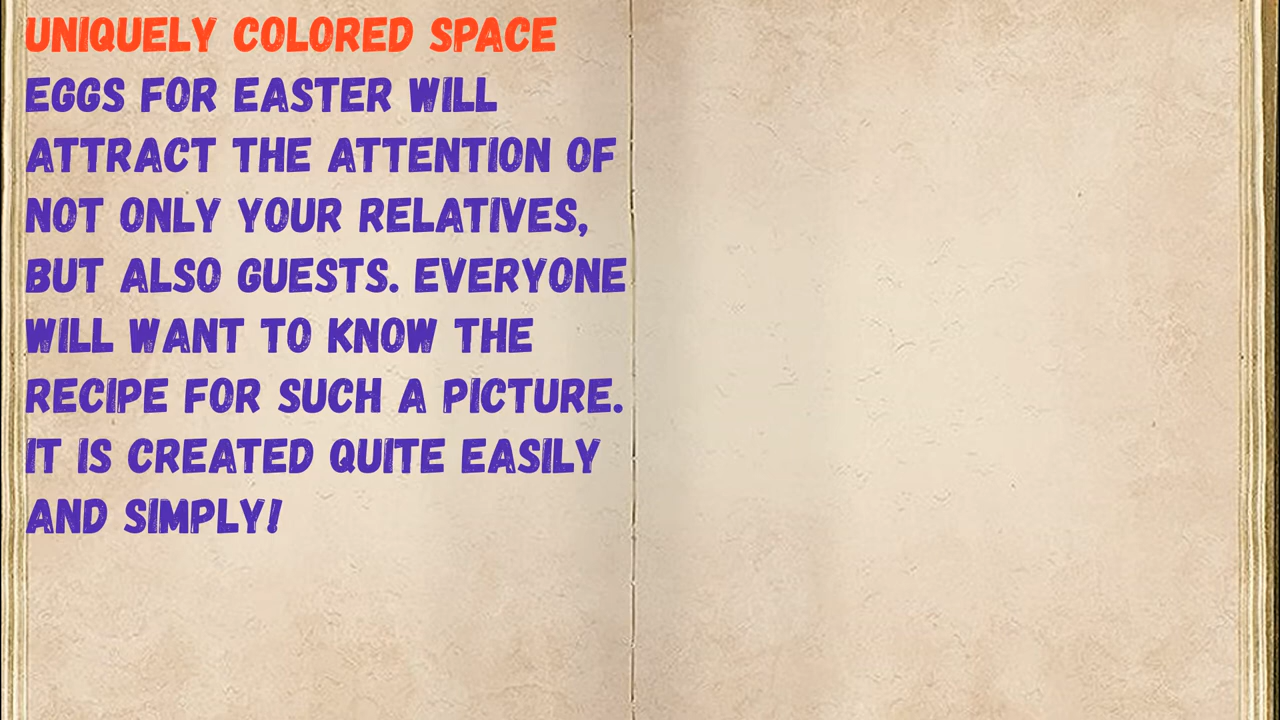 UNIQUELY COLORED SPACE
EGGS FOR EASTER WILL
ATTRACT THE ATTENTION OF
NOT ONLY YOUR RELATIVES,
BUT ALSO GUESTS. EVERYONE
WILL WANT TO KNOW THE
RECIPE FOR SUCH A PICTURE.
IT IS CREATED QUITE EASILY
AND SIMPLY!